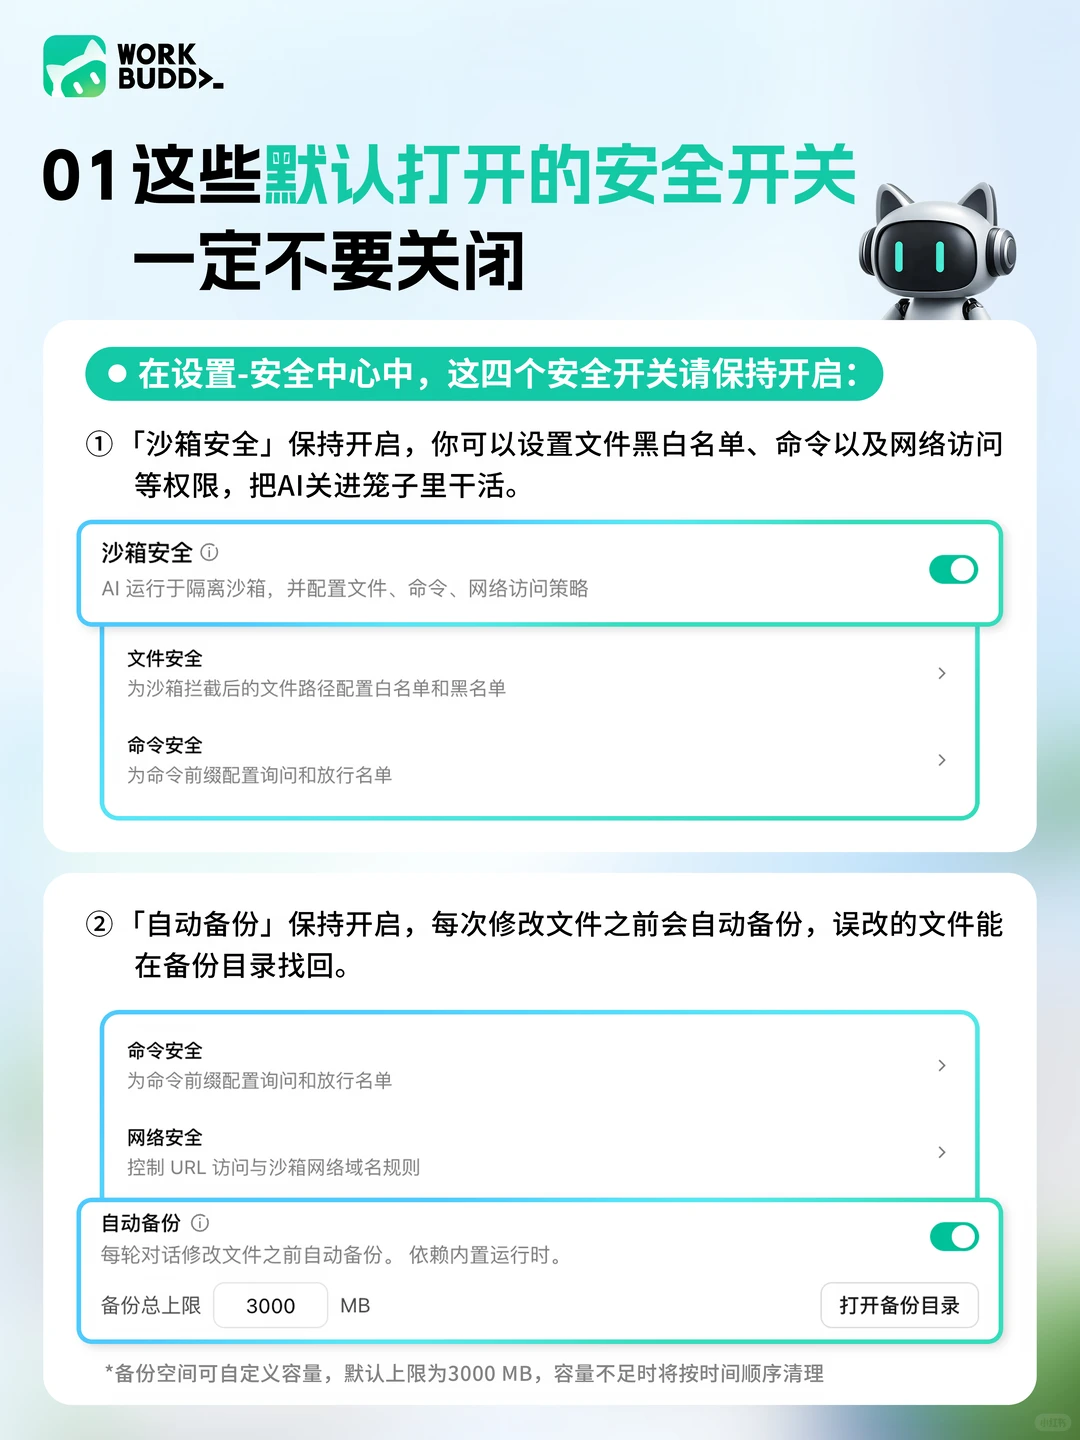 WORK
BUDD>_
01 这些默认打开的安全开关
一定不要关闭
● 在设置-安全中心中，这四个安全开关请保持开启：
① 「沙箱安全」保持开启，你可以设置文件黑白名单、命令以及网络访问
等权限，把AI关进笼子里干活。
沙箱安全
AI 运行于隔离沙箱，并配置文件、命令、网络访问策略
文件安全
为沙箱拦截后的文件路径配置白名单和黑名单
命令安全
为命令前缀配置询问和放行名单
② 「自动备份」保持开启，每次修改文件之前会自动备份，误改的文件能
在备份目录找回。
命令安全
为命令前缀配置询问和放行名单
网络安全
控制 URL 访问与沙箱网络域名规则
自动备份
每轮对话修改文件之前自动备份。 依赖内置运行时。
备份总上限 3000 MB 打开备份目录
*备份空间可自定义容量，默认上限为3000 MB，容量不足时将按时间顺序清理
小红书